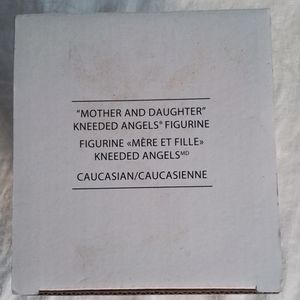 "MOTHER AND DAUGHTER"
KNEEDED ANGELS® FIGURINE
FIGURINE «MÈRE ET FILLE»
KNEEDED ANGELSMD
CAUCASIAN/CAUCASIENNE